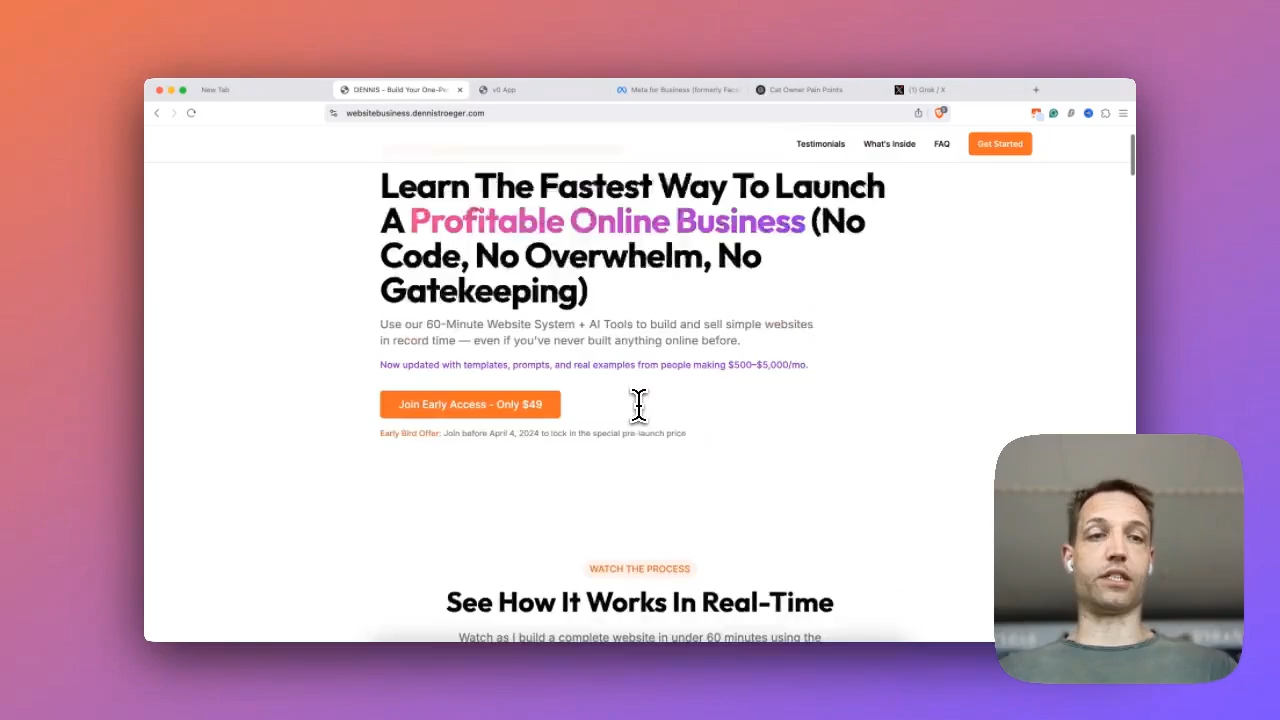 New Tab
DENNIS - Build Your One-Pe
v0 App
Meta for Business (formerly Face
Cat Owner Pain Points
(1) Grok / X
websitebusiness.dennistroeger.com
Testimonials
What's Inside
FAQ
Get Started
Learn The Fastest Way To Launch
A Profitable Online Business (No
Code, No Overwhelm, No
Gatekeeping)
Use our 60-Minute Website System + AI Tools to build and sell simple websites
in record time — even if you've never built anything online before.
Now updated with templates, prompts, and real examples from people making $500–$5,000/mo.
Join Early Access - Only $49
Early Bird Offer: Join before April 4, 2024 to lock in the special pre-launch price
WATCH THE PROCESS
See How It Works In Real-Time
Watch as I build a complete website in under 60 minutes using the